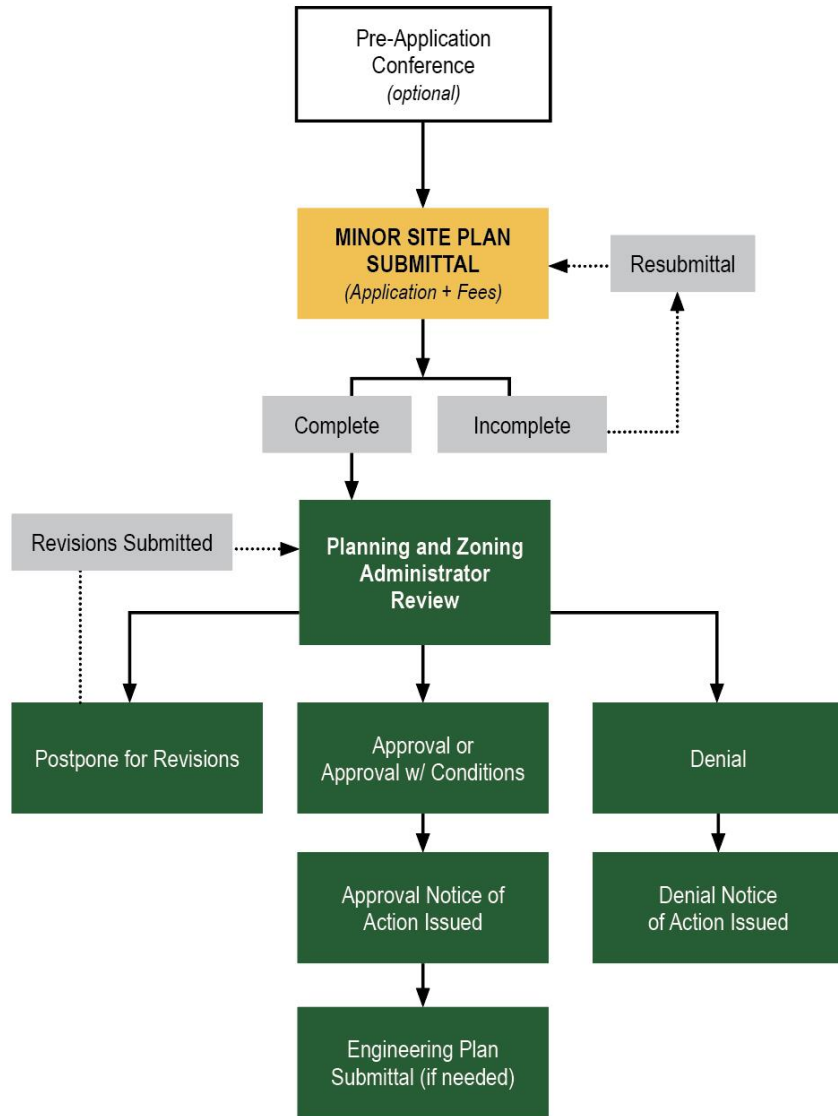 Pre-Application
Conference
(optional)
MINOR SITE PLAN
SUBMITTAL
(Application + Fees)
Resubmittal
Complete
Incomplete
Revisions Submitted
Planning and Zoning
Administrator
Review
Postpone for Revisions
Approval or
Approval w/ Conditions
Denial
Approval Notice of
Action Issued
Denial Notice
of Action Issued
Engineering Plan
Submittal (if needed)